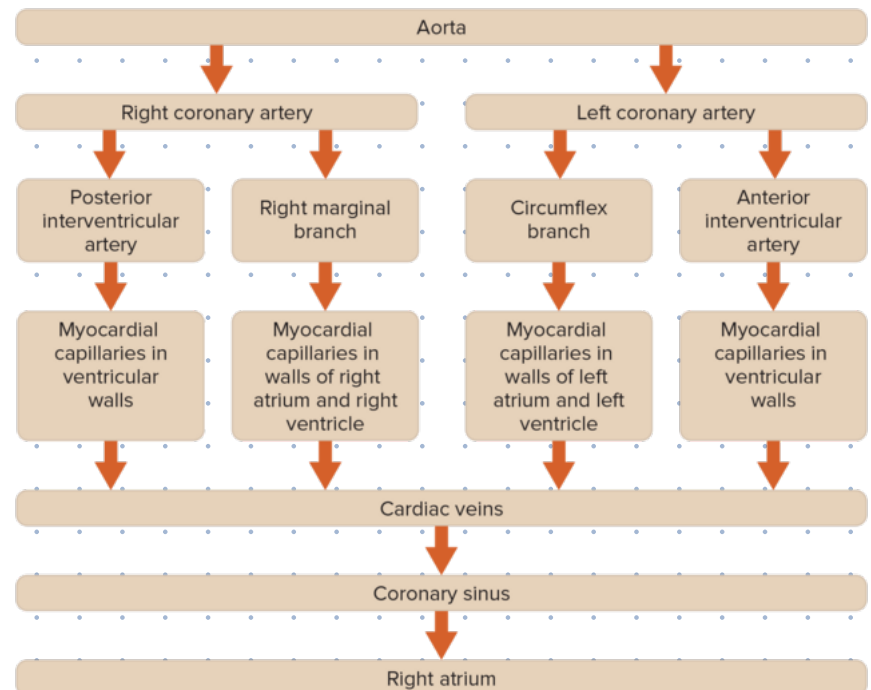 Aorta
Right coronary artery
Left coronary artery
Posterior
interventricular
artery
Right marginal
branch
Circumflex
branch
Anterior
interventricular
artery
Myocardial
capillaries in
ventricular
walls
Myocardial
capillaries in
walls of right
atrium and right
ventricle
Myocardial
capillaries in
walls of left
atrium and left
ventricle
Myocardial
capillaries in
ventricular
walls
Cardiac veins
Coronary sinus
Right atrium